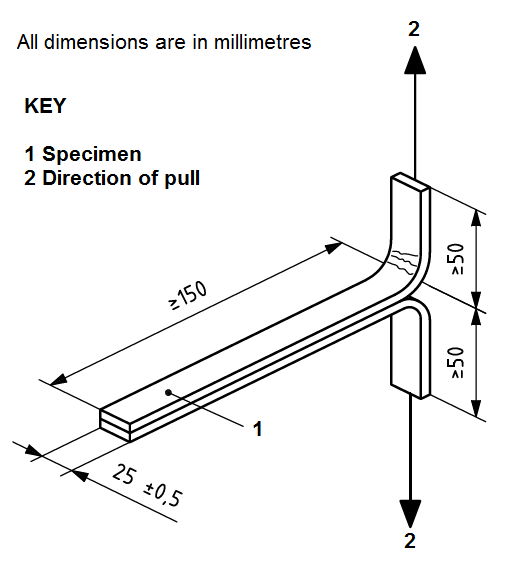 All dimensions are in millimetres
2
KEY
1 Specimen
2 Direction of pull
≥50
≥150
≥50
1
25 ±0,5
2